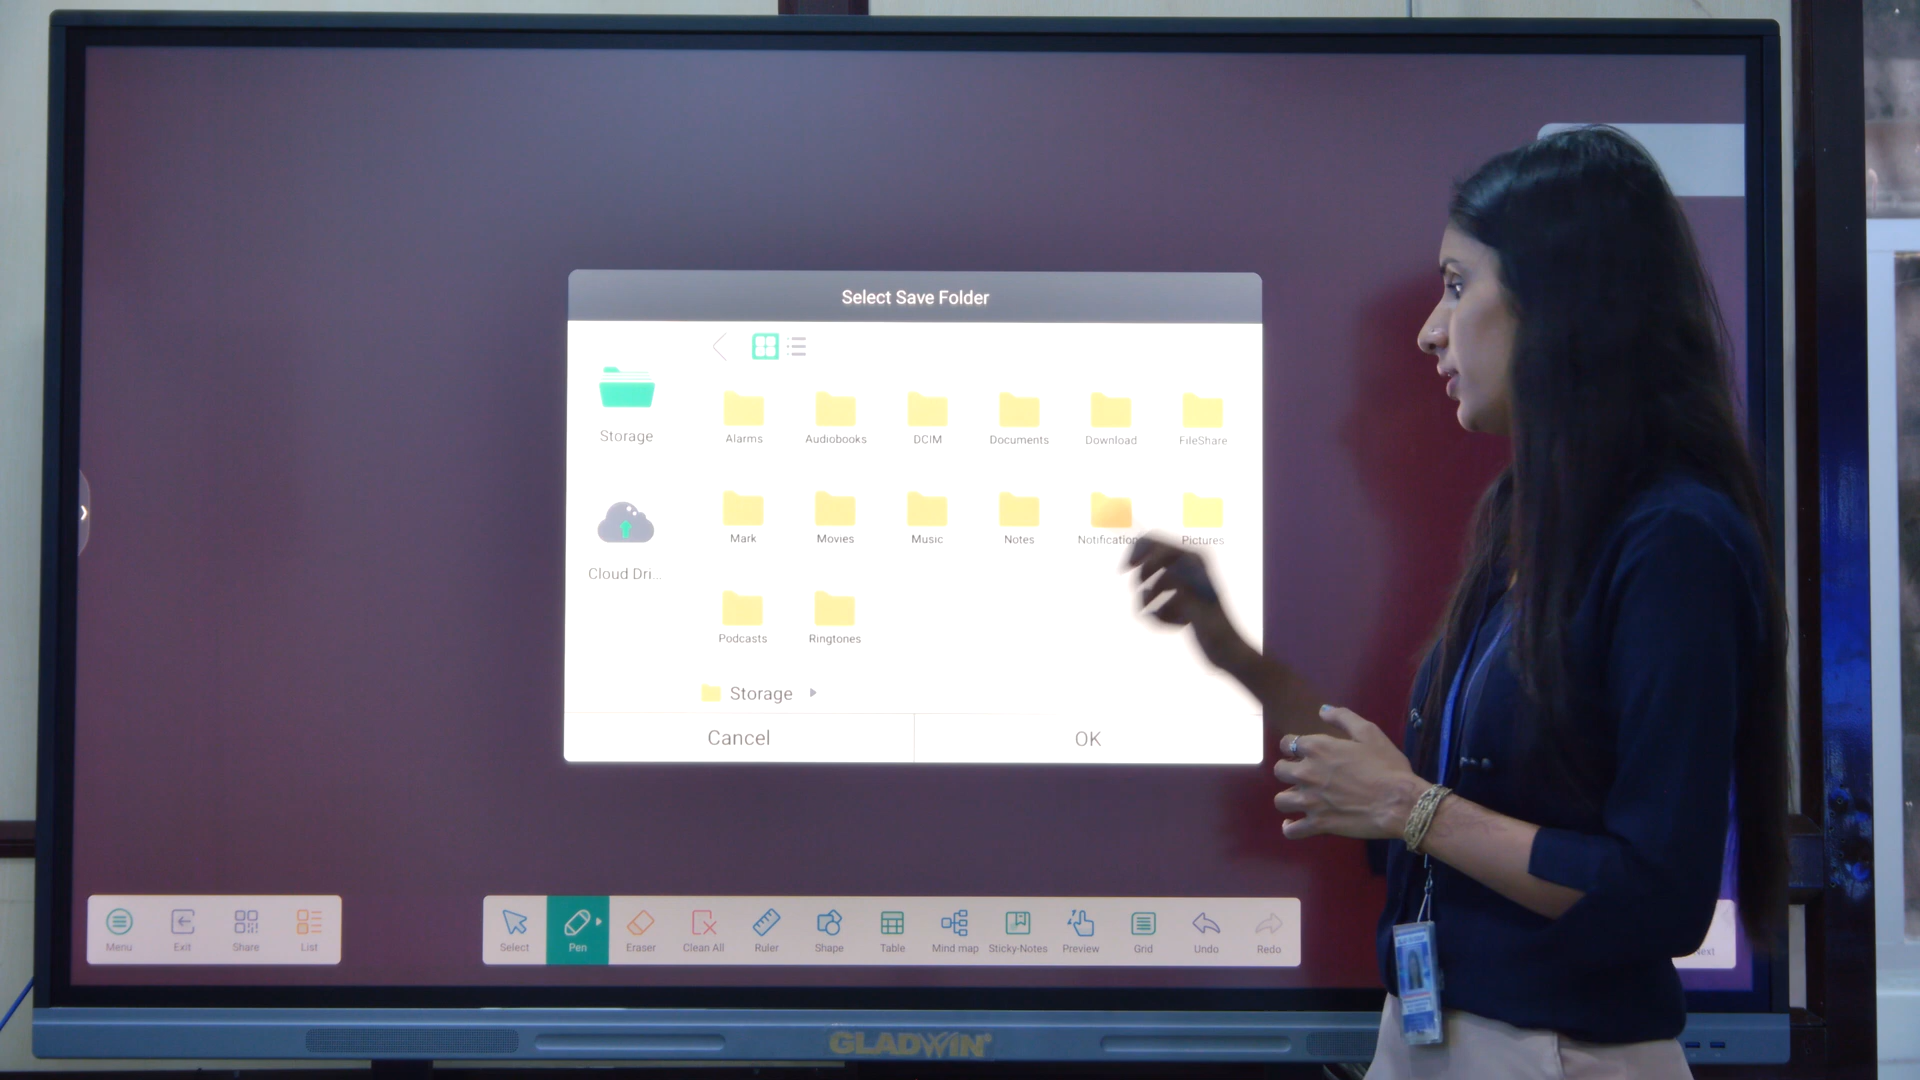 Select Save Folder
Storage
Cloud Dri...
Alarms Audiobooks DCIM Documents Download FileShare
Mark Movies Music Notes Notification Pictures
Podcasts Ringtones
Storage
Cancel OK
Menu Exit Share List
Select Pen Eraser Clean All Ruler Shape Table Mind map Sticky-Notes Preview Grid Undo Redo
GLADWIN®